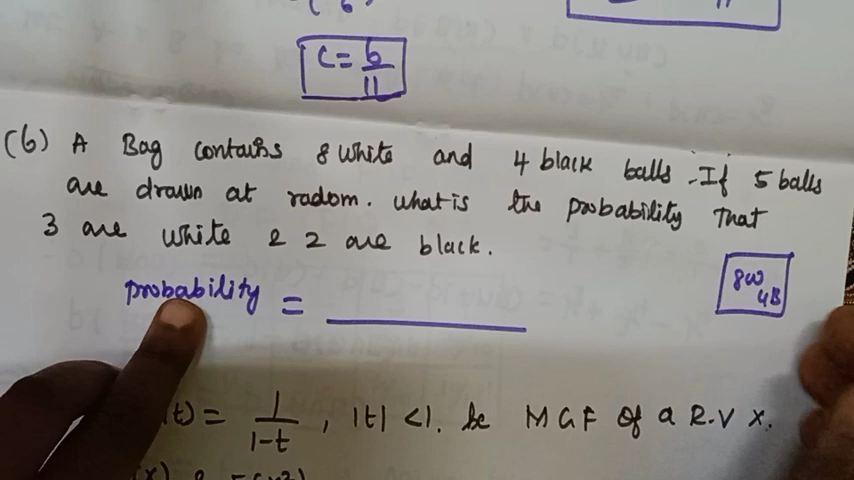 C = 6/11
(6) A Bag contains 8 white and 4 black balls. If 5 balls
are drawn at radom. what is the probability that
3 are white & 2 are black.
8W
4B
probability =
(t) = 1/1-t , |t| < 1. be MGF of a R.V X.